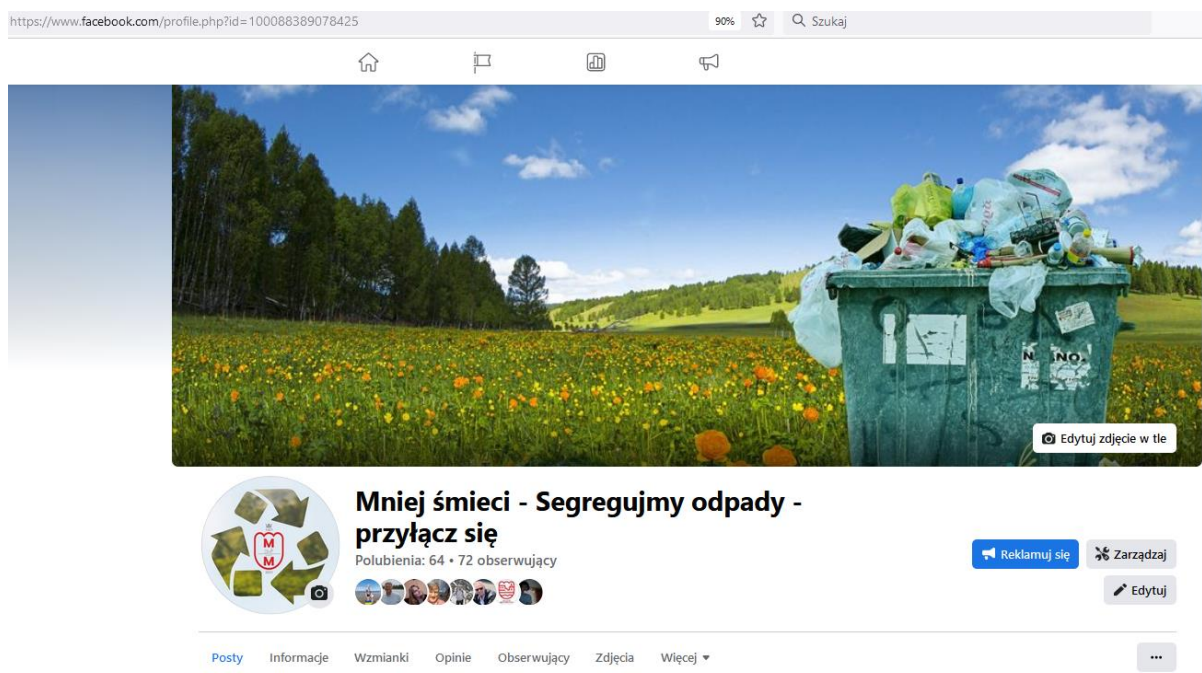 https://www.facebook.com/profile.php?id=100088389078425
90%
Szukaj
N NO.
Edytuj zdjęcie w tle
Mniej śmieci - Segregujmy odpady -
przyłącz się
Polubienia: 64 • 72 obserwujący
M
M
Reklamuj się
Zarządzaj
Edytuj
Posty Informacje Wzmianki Opinie Obserwujący Zdjęcia Więcej